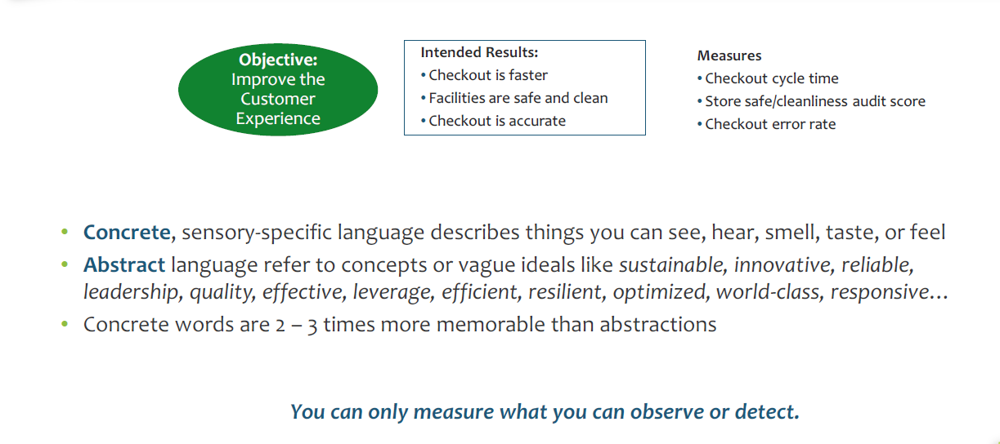 Objective:
Improve the
Customer
Experience
Intended Results:
• Checkout is faster
• Facilities are safe and clean
• Checkout is accurate
Measures
• Checkout cycle time
• Store safe/cleanliness audit score
• Checkout error rate
• Concrete, sensory-specific language describes things you can see, hear, smell, taste, or feel
• Abstract language refer to concepts or vague ideals like sustainable, innovative, reliable,
leadership, quality, effective, leverage, efficient, resilient, optimized, world-class, responsive…
• Concrete words are 2 – 3 times more memorable than abstractions
You can only measure what you can observe or detect.